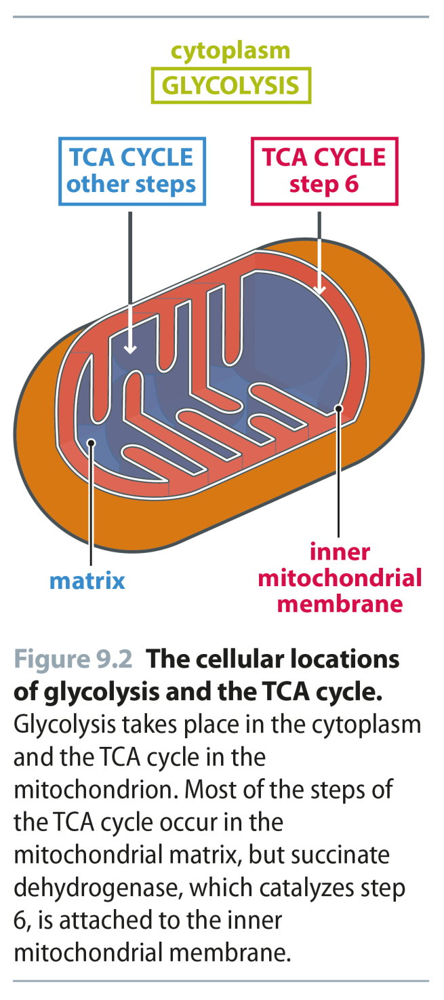 cytoplasm
GLYCOLYSIS
TCA CYCLE
other steps
TCA CYCLE
step 6
matrix
inner
mitochondrial
membrane
Figure 9.2 The cellular locations
of glycolysis and the TCA cycle.
Glycolysis takes place in the cytoplasm
and the TCA cycle in the
mitochondrion. Most of the steps of
the TCA cycle occur in the
mitochondrial matrix, but succinate
dehydrogenase, which catalyzes step
6, is attached to the inner
mitochondrial membrane.